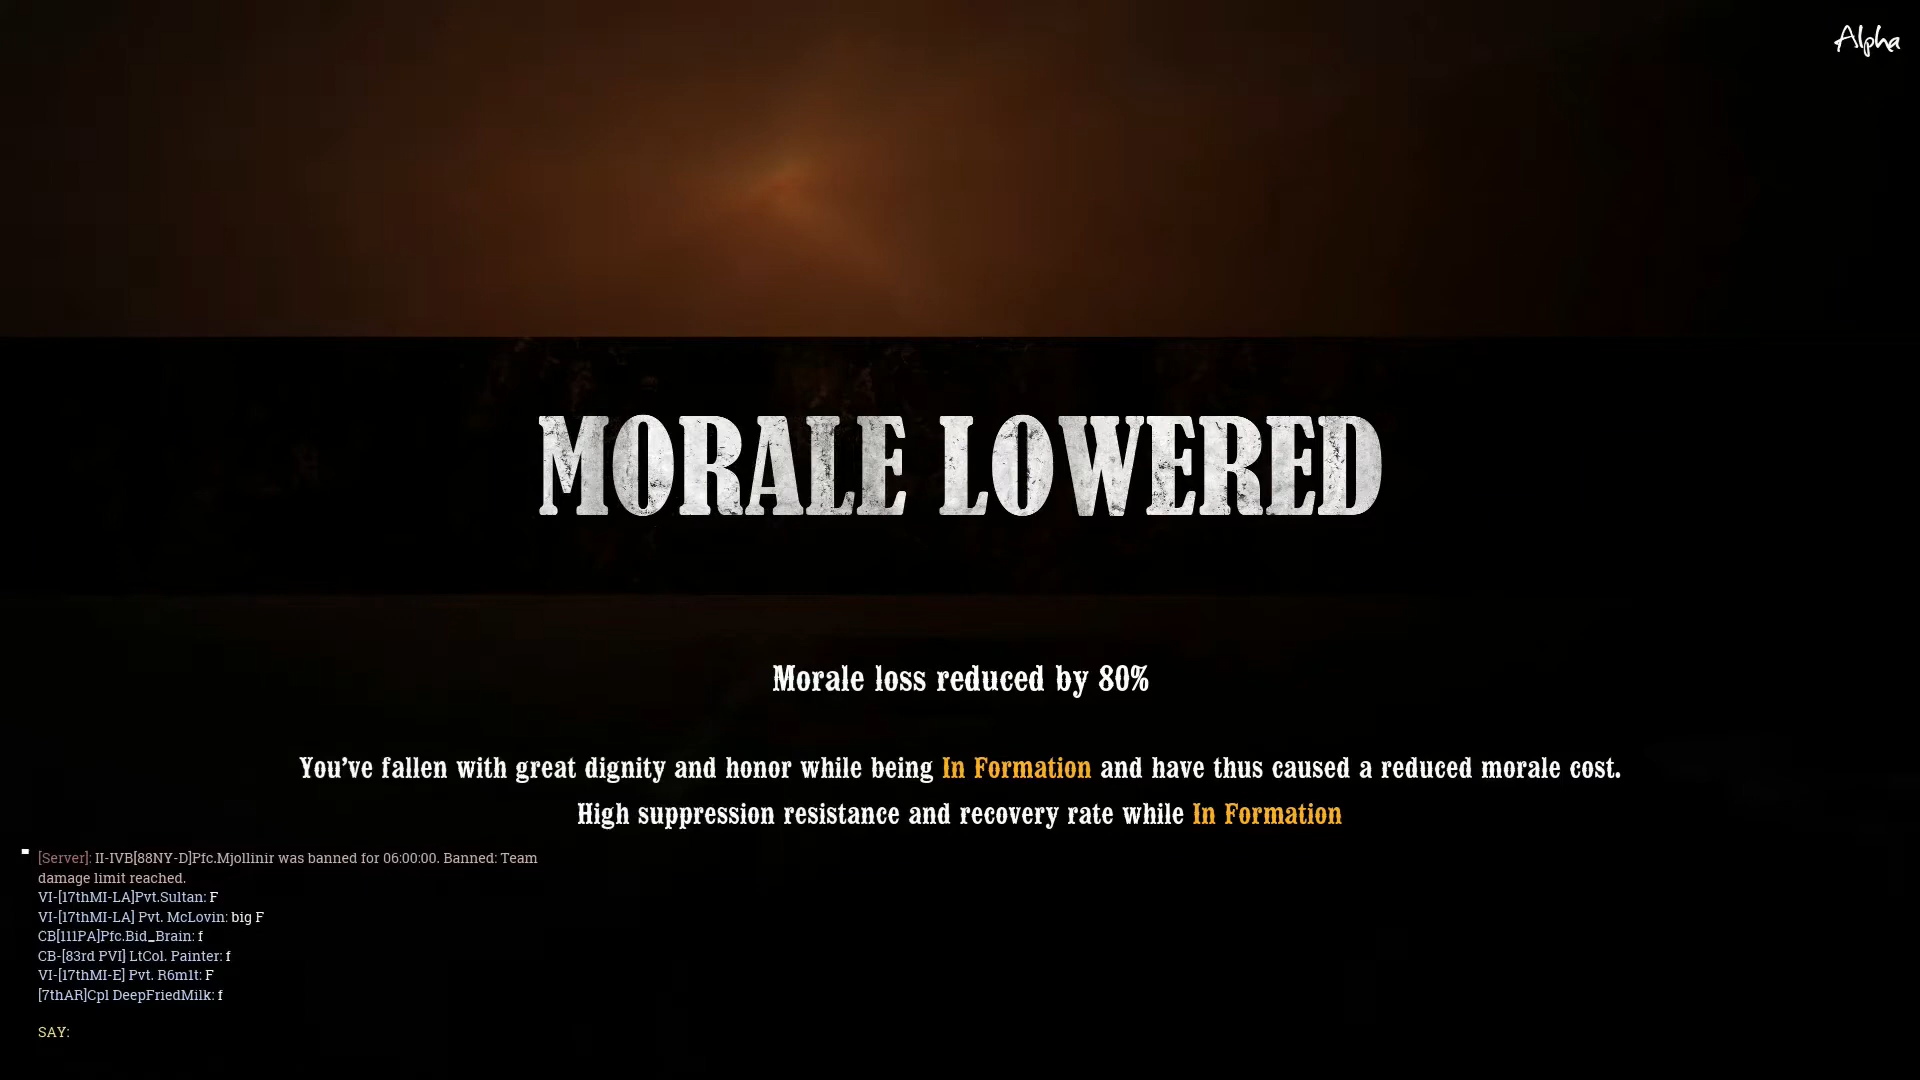 Alpha
MORALE LOWERED
Morale loss reduced by 80%
You've fallen with great dignity and honor while being In Formation and have thus caused a reduced morale cost.
High suppression resistance and recovery rate while In Formation
[Server]: II-IVB[88NY-D]Pfc.Mjollinir was banned for 06:00:00. Banned: Team
damage limit reached.
VI-[17thMI-LA]Pvt.Sultan: F
VI-[17thMI-LA] Pvt. McLovin: big F
CB[111PA]Pfc.Bid_Brain: f
CB-[83rd PVI] LtCol. Painter: f
VI-[17thMI-E] Pvt. R6m1t: F
[7thAR]Cpl DeepFriedMilk: f
SAY: